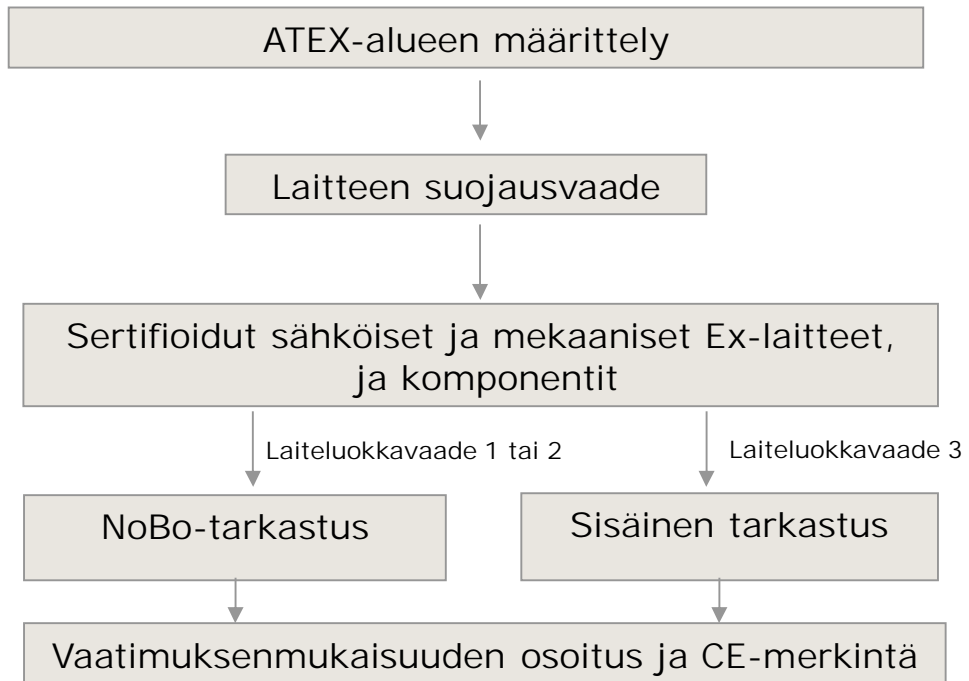 ATEX-alueen määrittely
Laitteen suojausvaade
Sertifioidut sähköiset ja mekaaniset Ex-laitteet,
ja komponentit
Laiteluokkavaade 1 tai 2
Laiteluokkavaade 3
NoBo-tarkastus
Sisäinen tarkastus
Vaatimuksenmukaisuuden osoitus ja CE-merkintä